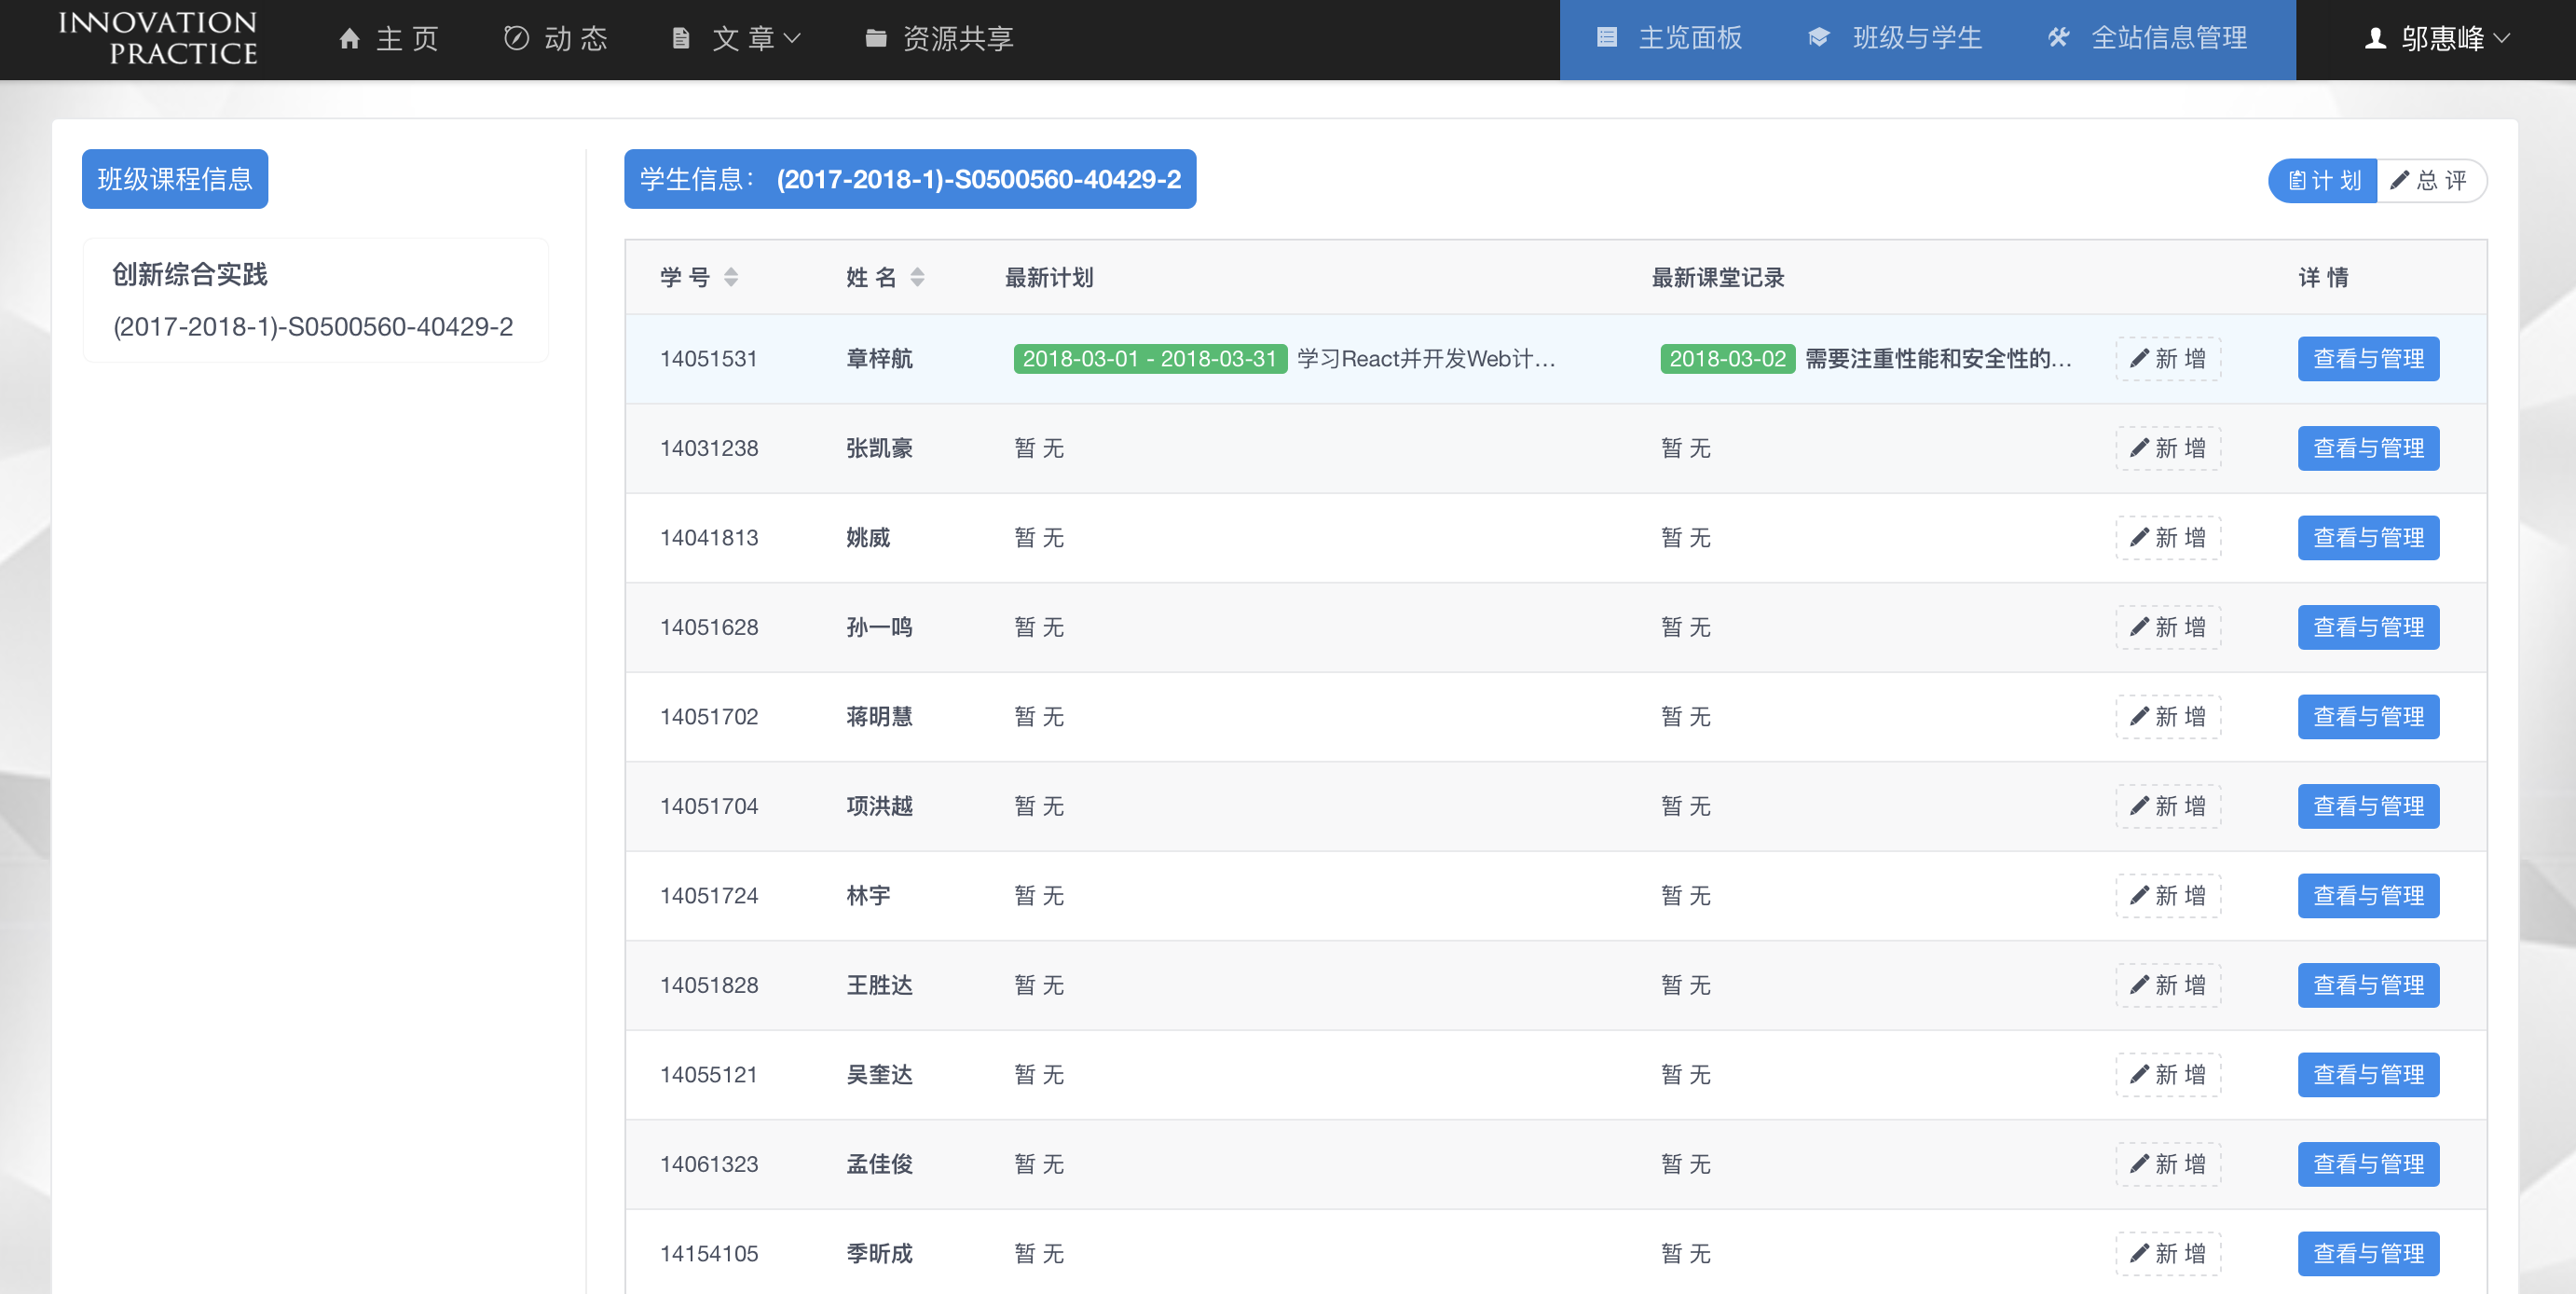 INNOVATION
PRACTICE
主 页
动 态
文 章
资源共享
主览面板
班级与学生
全站信息管理
邬惠峰
班级课程信息
创新综合实践
(2017-2018-1)-S0500560-40429-2
学生信息： (2017-2018-1)-S0500560-40429-2
计 划
总 评
学 号 姓 名 最新计划 最新课堂记录 详 情
14051531 章梓航 2018-03-01 - 2018-03-31 学习React并开发Web计... 2018-03-02 需要注重性能和安全性的... 新 增 查看与管理
14031238 张凯豪 暂 无 暂 无 新 增 查看与管理
14041813 姚威 暂 无 暂 无 新 增 查看与管理
14051628 孙一鸣 暂 无 暂 无 新 增 查看与管理
14051702 蒋明慧 暂 无 暂 无 新 增 查看与管理
14051704 项洪越 暂 无 暂 无 新 增 查看与管理
14051724 林宇 暂 无 暂 无 新 增 查看与管理
14051828 王胜达 暂 无 暂 无 新 增 查看与管理
14055121 吴奎达 暂 无 暂 无 新 增 查看与管理
14061323 孟佳俊 暂 无 暂 无 新 增 查看与管理
14154105 季昕成 暂 无 暂 无 新 增 查看与管理